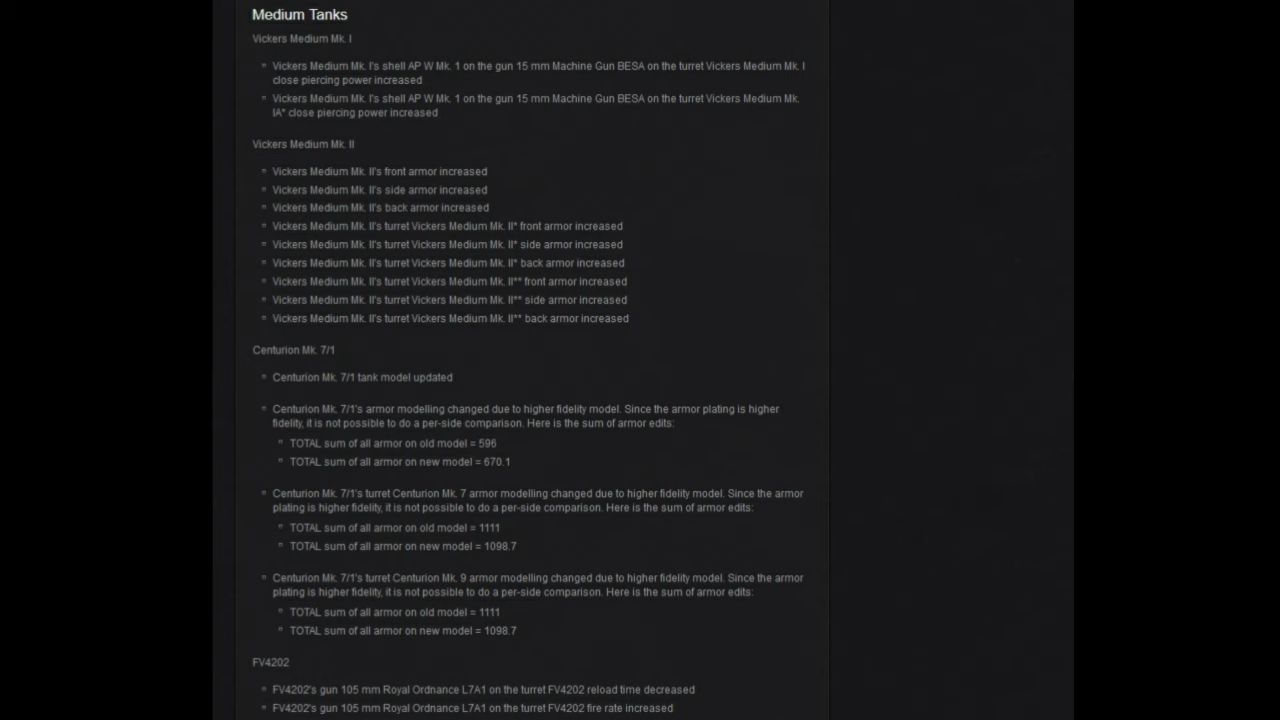 Medium Tanks
Vickers Medium Mk. I
Vickers Medium Mk. I's shell AP W Mk. 1 on the gun 15 mm Machine Gun BESA on the turret Vickers Medium Mk. I
close piercing power increased
Vickers Medium Mk. I's shell AP W Mk. 1 on the gun 15 mm Machine Gun BESA on the turret Vickers Medium Mk.
IA* close piercing power increased
Vickers Medium Mk. II
Vickers Medium Mk. II's front armor increased
Vickers Medium Mk. II's side armor increased
Vickers Medium Mk. II's back armor increased
Vickers Medium Mk. II's turret Vickers Medium Mk. II* front armor increased
Vickers Medium Mk. II's turret Vickers Medium Mk. II* side armor increased
Vickers Medium Mk. II's turret Vickers Medium Mk. II* back armor increased
Vickers Medium Mk. II's turret Vickers Medium Mk. II** front armor increased
Vickers Medium Mk. II's turret Vickers Medium Mk. II** side armor increased
Vickers Medium Mk. II's turret Vickers Medium Mk. II** back armor increased
Centurion Mk. 7/1
Centurion Mk. 7/1 tank model updated
Centurion Mk. 7/1's armor modelling changed due to higher fidelity model. Since the armor plating is higher
fidelity, it is not possible to do a per-side comparison. Here is the sum of armor edits:
TOTAL sum of all armor on old model = 596
TOTAL sum of all armor on new model = 670.1
Centurion Mk. 7/1's turret Centurion Mk. 7 armor modelling changed due to higher fidelity model. Since the armor
plating is higher fidelity, it is not possible to do a per-side comparison. Here is the sum of armor edits:
TOTAL sum of all armor on old model = 1111
TOTAL sum of all armor on new model = 1098.7
Centurion Mk. 7/1's turret Centurion Mk. 9 armor modelling changed due to higher fidelity model. Since the armor
plating is higher fidelity, it is not possible to do a per-side comparison. Here is the sum of armor edits:
TOTAL sum of all armor on old model = 1111
TOTAL sum of all armor on new model = 1098.7
FV4202
FV4202's gun 105 mm Royal Ordnance L7A1 on the turret FV4202 reload time decreased
FV4202's gun 105 mm Royal Ordnance L7A1 on the turret FV4202 fire rate increased